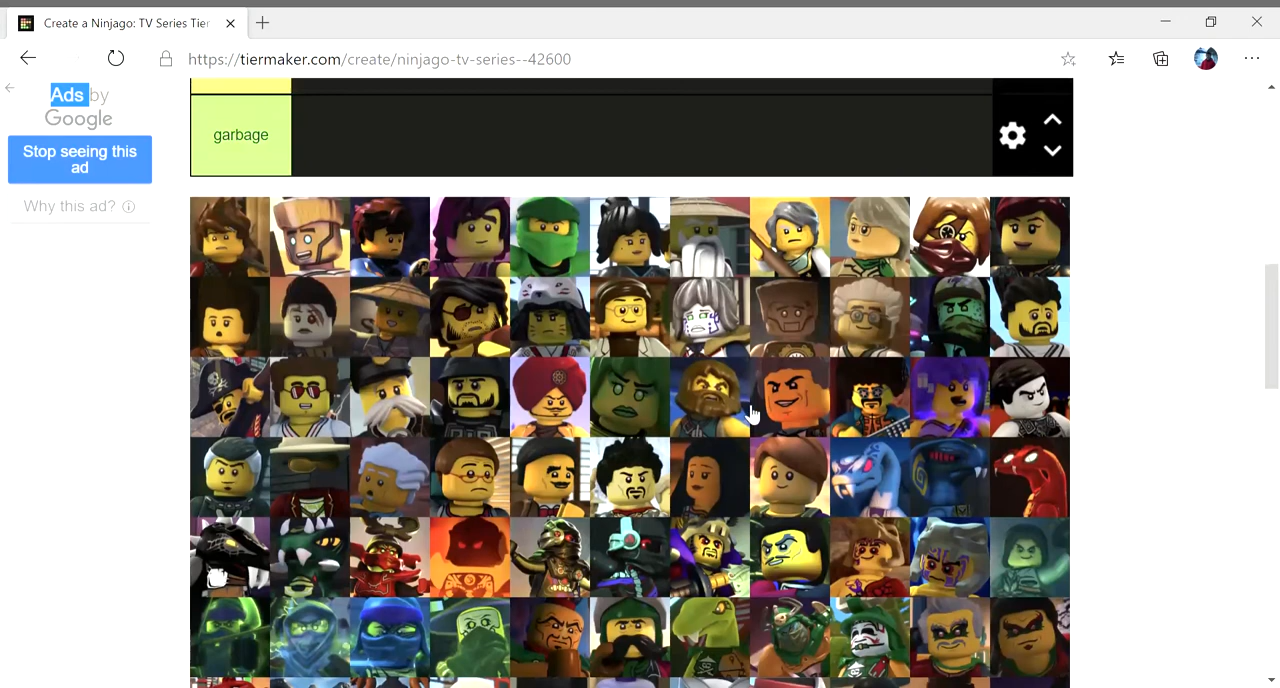 Create a Ninjago: TV Series Tier
https://tiermaker.com/create/ninjago-tv-series--42600
Ads by
Google
Stop seeing this
ad
Why this ad?
garbage